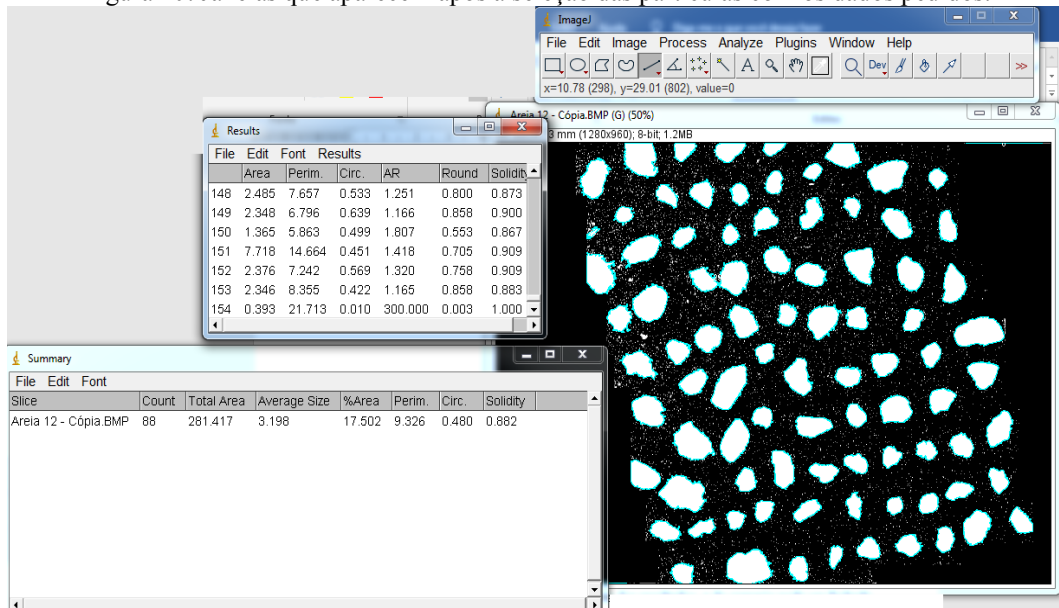 após a seleção das partículas com os dados pedidos.
ImageJ
File Edit Image Process Analyze Plugins Window Help
Dev
x=10.78 (298), y=29.01 (802), value=0
Areia 12 - Cópia.BMP (G) (50%)
3 mm (1280x960); 8-bit; 1.2MB
Results
File Edit Font Results
Area Perim. Circ. AR Round Solidity
148 2.485 7.657 0.533 1.251 0.800 0.873
149 2.348 6.796 0.639 1.166 0.858 0.900
150 1.365 5.863 0.499 1.807 0.553 0.867
151 7.718 14.664 0.451 1.418 0.705 0.909
152 2.376 7.242 0.569 1.320 0.758 0.909
153 2.346 8.355 0.422 1.165 0.858 0.883
154 0.393 21.713 0.010 300.000 0.003 1.000
Summary
File Edit Font
Slice Count Total Area Average Size %Area Perim. Circ. Solidity
Areia 12 - Cópia.BMP 88 281.417 3.198 17.502 9.326 0.480 0.882